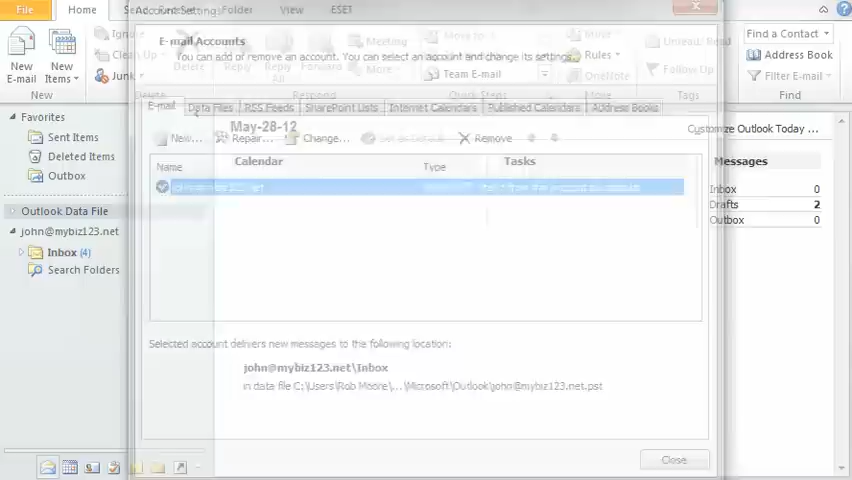 File Home Send / Receive Folder View ESET
Account Settings
New E-mail
New Items
Ignore
Clean Up
Junk
Reply
Reply All
Meeting
More
Move to:
Team E-mail
Move
Rules
OneNote
Unread/ Read
Follow Up
Find a Contact
Address Book
Filter E-mail
New Delete Respond Quick Steps Move Tags Find
E-mail Accounts
You can add or remove an account. You can select an account and change its settings.
E-mail Data Files RSS Feeds SharePoint Lists Internet Calendars Published Calendars Address Books
New... Repair... Change... Set as Default Remove
Name Type
Favorites
Sent Items
Deleted Items
Outbox
Outlook Data File
john@mybiz123.net
Inbox (4)
Search Folders
May-28-12
Calendar Tasks
Customize Outlook Today ...
Messages
Inbox 0
Drafts 2
Outbox 0
Selected account delivers new messages to the following location:
john@mybiz123.net\Inbox
in data file C:\Users\Rob Moore\...\Microsoft\Outlook\john@mybiz123.net.pst
Close